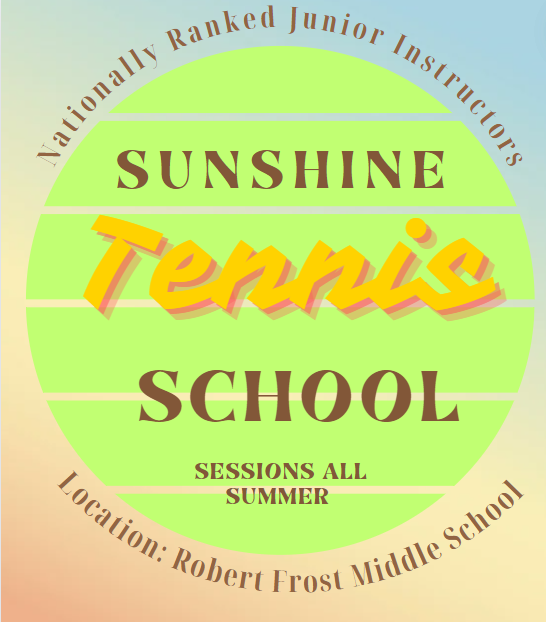 Nationally Ranked Junior Instructors
SUNSHINE
Tennis
SCHOOL
SESSIONS ALL
SUMMER
Location: Robert Frost Middle School